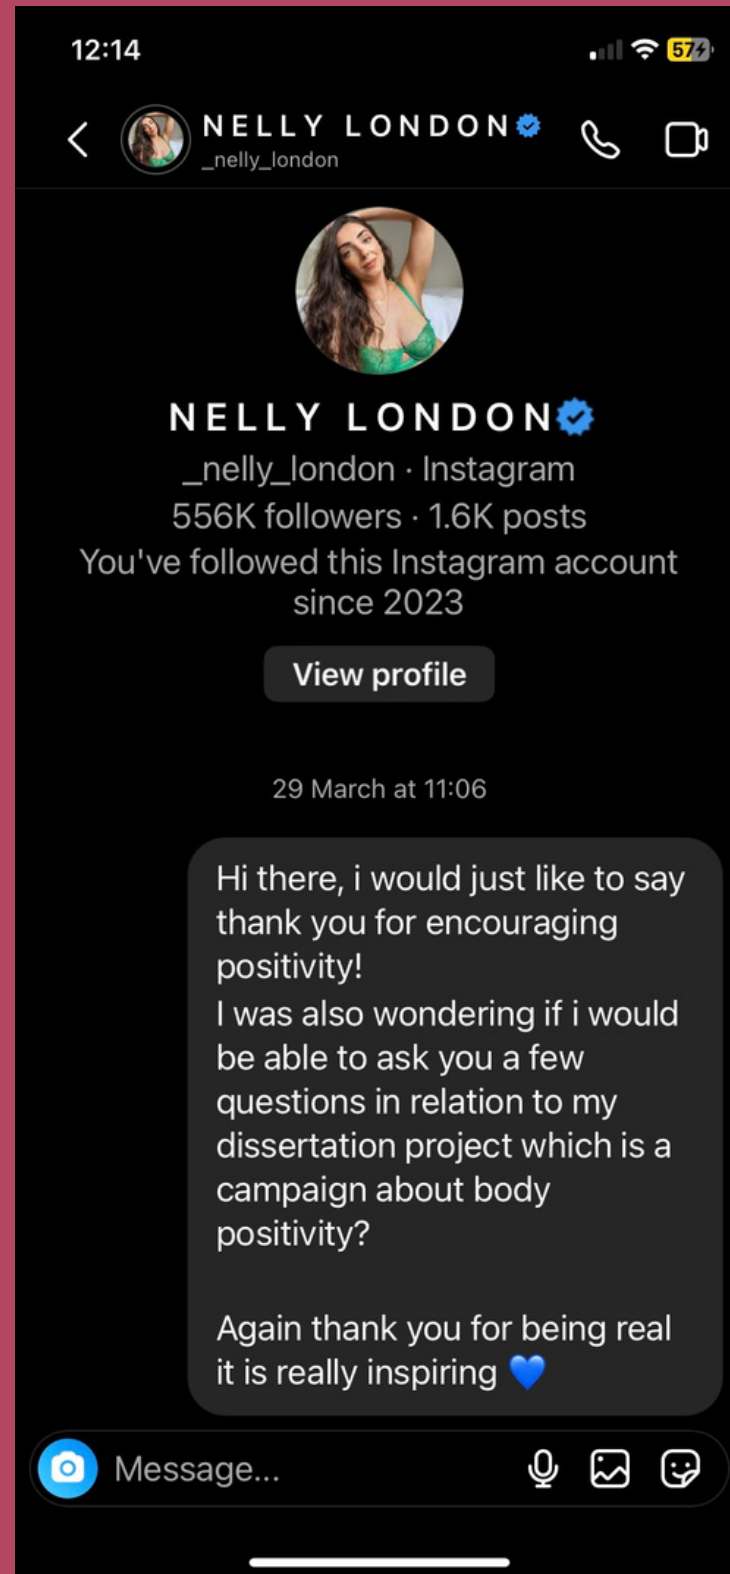 12:14
57
NELLY LONDON
_nelly_london
NELLY LONDON
_nelly_london · Instagram
556K followers · 1.6K posts
You've followed this Instagram account
since 2023
View profile
29 March at 11:06
Hi there, i would just like to say
thank you for encouraging
positivity!
I was also wondering if i would
be able to ask you a few
questions in relation to my
dissertation project which is a
campaign about body
positivity?
Again thank you for being real
it is really inspiring 💙
Message...